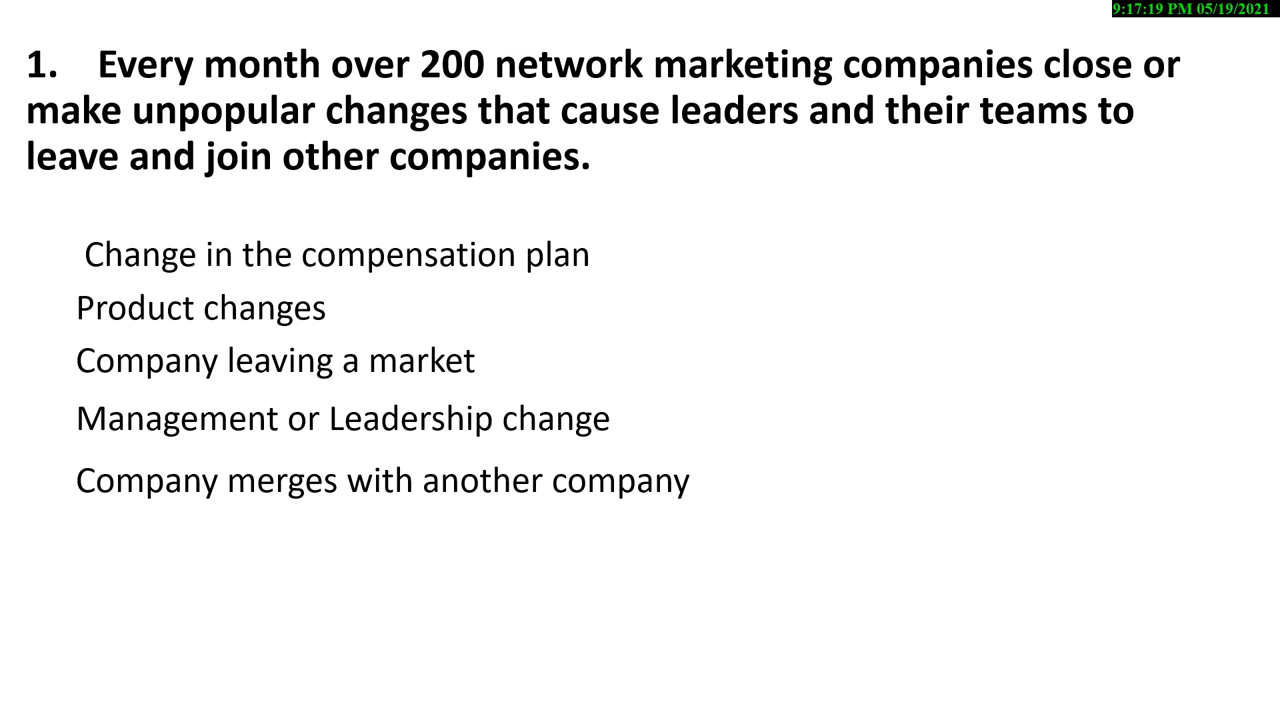 9:17:19 PM 05/19/2021
1. Every month over 200 network marketing companies close or
make unpopular changes that cause leaders and their teams to
leave and join other companies.
Change in the compensation plan
Product changes
Company leaving a market
Management or Leadership change
Company merges with another company